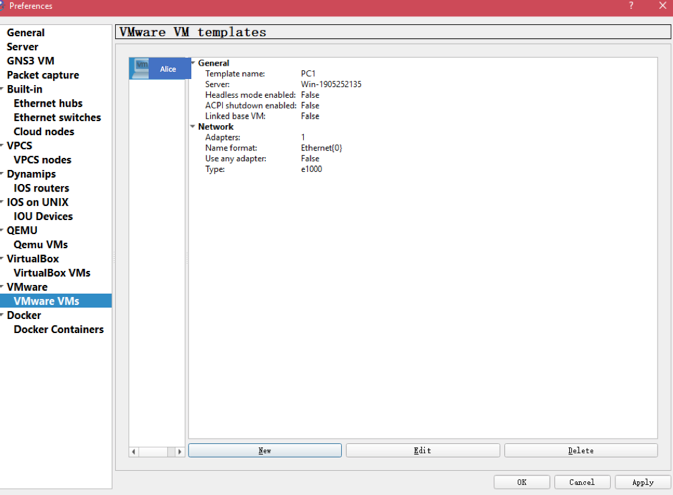 Preferences
?
General
Server
GNS3 VM
Packet capture
Built-in
Ethernet hubs
Ethernet switches
Cloud nodes
VPCS
VPCS nodes
Dynamips
IOS routers
IOS on UNIX
IOU Devices
QEMU
Qemu VMs
VirtualBox
VirtualBox VMs
VMware
VMware VMs
Docker
Docker Containers
VMware VM templates
Alice
General
Template name: PC1
Server: Win-1905252135
Headless mode enabled: False
ACPI shutdown enabled: False
Linked base VM: False
Network
Adapters: 1
Name format: Ethernet{0}
Use any adapter: False
Type: e1000
New Edit Delete
OK Cancel Apply